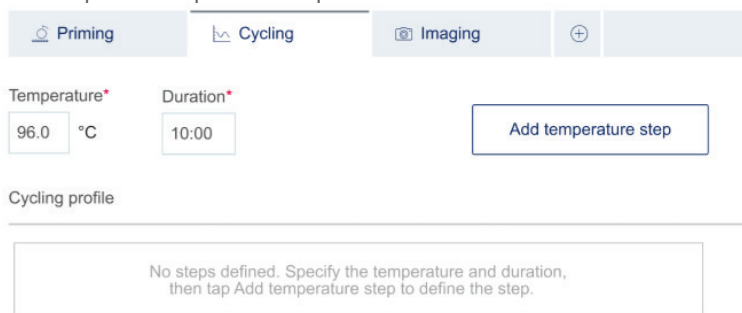 Priming
Cycling
Imaging
Temperature*
Duration*
96.0 °C
10:00
Add temperature step
Cycling profile
No steps defined. Specify the temperature and duration,
then tap Add temperature step to define the step.